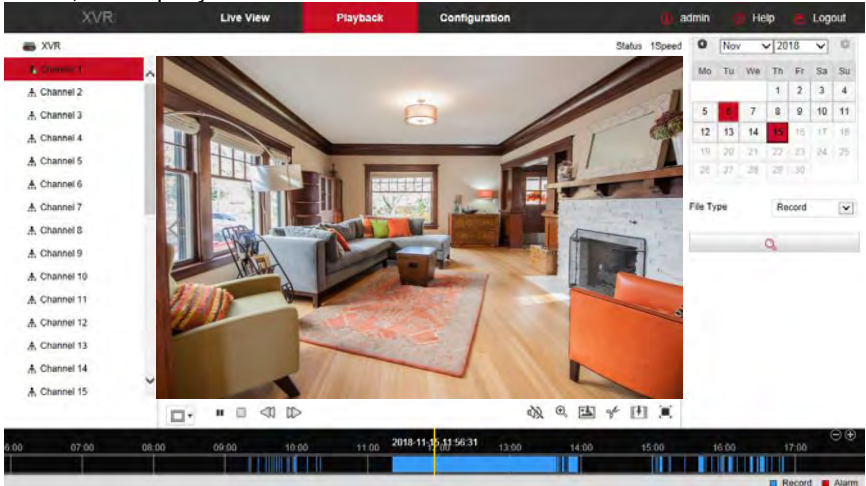 XVR Live View Playback Configuration admin Help Logout
XVR Status 1Speed
Nov 2018
Mo Tu We Th Fr Sa Su
1 2 3 4
5 6 7 8 9 10 11
12 13 14 15 16 17 18
19 20 21 22 23 24 25
26 27 28 29 30
File Type Record
Channel 1
Channel 2
Channel 3
Channel 4
Channel 5
Channel 6
Channel 7
Channel 8
Channel 9
Channel 10
Channel 11
Channel 12
Channel 13
Channel 14
Channel 15
2018-11-15 11:56:31
07:00 08:00 09:00 10:00 11:00 13:00 14:00 15:00 16:00 17:00
Record Alarm